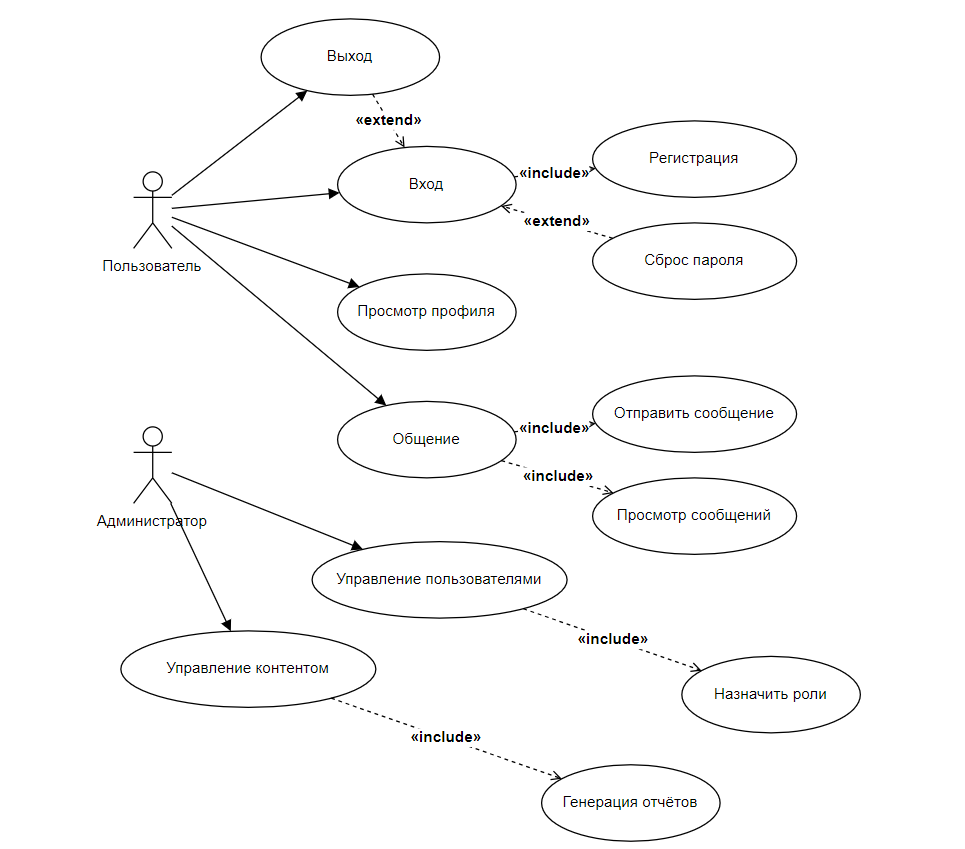 Выход
«extend»
Регистрация
«include»
Вход
«extend»
Сброс пароля
Пользователь
Просмотр профиля
Отправить сообщение
«include»
Общение
«include»
Просмотр сообщений
Администратор
Управление пользователями
«include»
Управление контентом
Назначить роли
«include»
Генерация отчётов